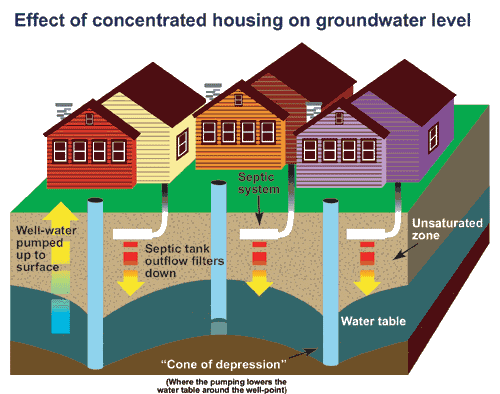 Effect of concentrated housing on groundwater level
Septic
system
Well-water
pumped
up to
surface
Septic tank
outflow filters
down
Unsaturated
zone
Water table
“Cone of depression”
(Where the pumping lowers the
water table around the well-point)